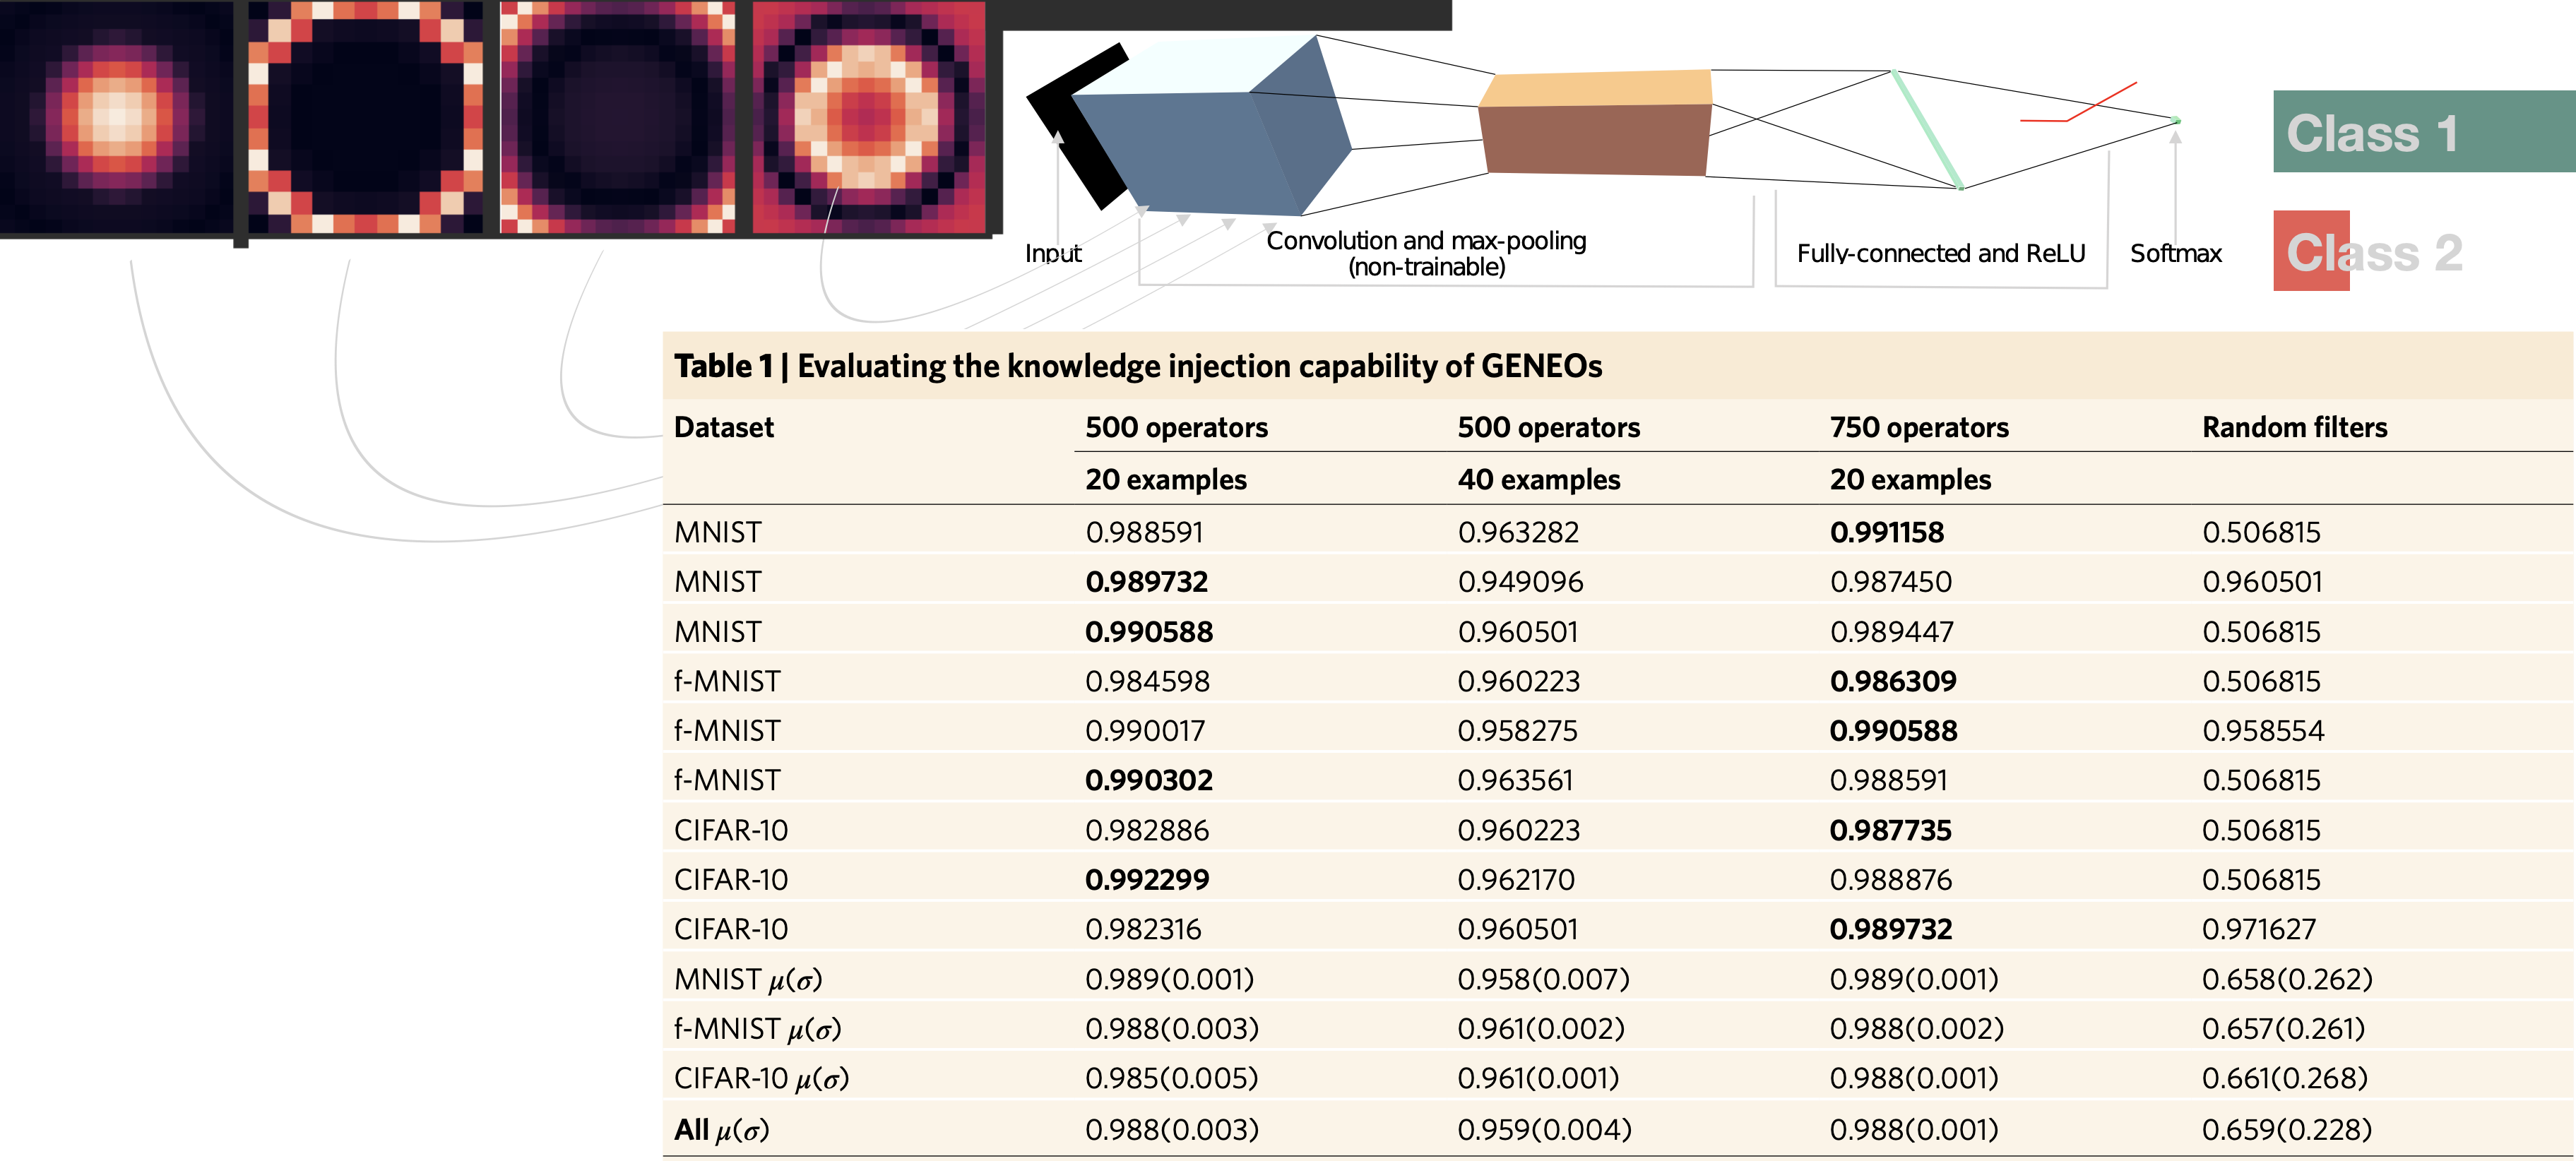 Input
Convolution and max-pooling
(non-trainable)
Fully-connected and ReLU
Softmax
Class 1
Class 2
Table 1 | Evaluating the knowledge injection capability of GENEOs
Dataset 500 operators 500 operators 750 operators Random filters
20 examples 40 examples 20 examples
MNIST 0.988591 0.963282 0.991158 0.506815
MNIST 0.989732 0.949096 0.987450 0.960501
MNIST 0.990588 0.960501 0.989447 0.506815
f-MNIST 0.984598 0.960223 0.986309 0.506815
f-MNIST 0.990017 0.958275 0.990588 0.958554
f-MNIST 0.990302 0.963561 0.988591 0.506815
CIFAR-10 0.982886 0.960223 0.987735 0.506815
CIFAR-10 0.992299 0.962170 0.988876 0.506815
CIFAR-10 0.982316 0.960501 0.989732 0.971627
MNIST μ(σ) 0.989(0.001) 0.958(0.007) 0.989(0.001) 0.658(0.262)
f-MNIST μ(σ) 0.988(0.003) 0.961(0.002) 0.988(0.002) 0.657(0.261)
CIFAR-10 μ(σ) 0.985(0.005) 0.961(0.001) 0.988(0.001) 0.661(0.268)
All μ(σ) 0.988(0.003) 0.959(0.004) 0.988(0.001) 0.659(0.228)